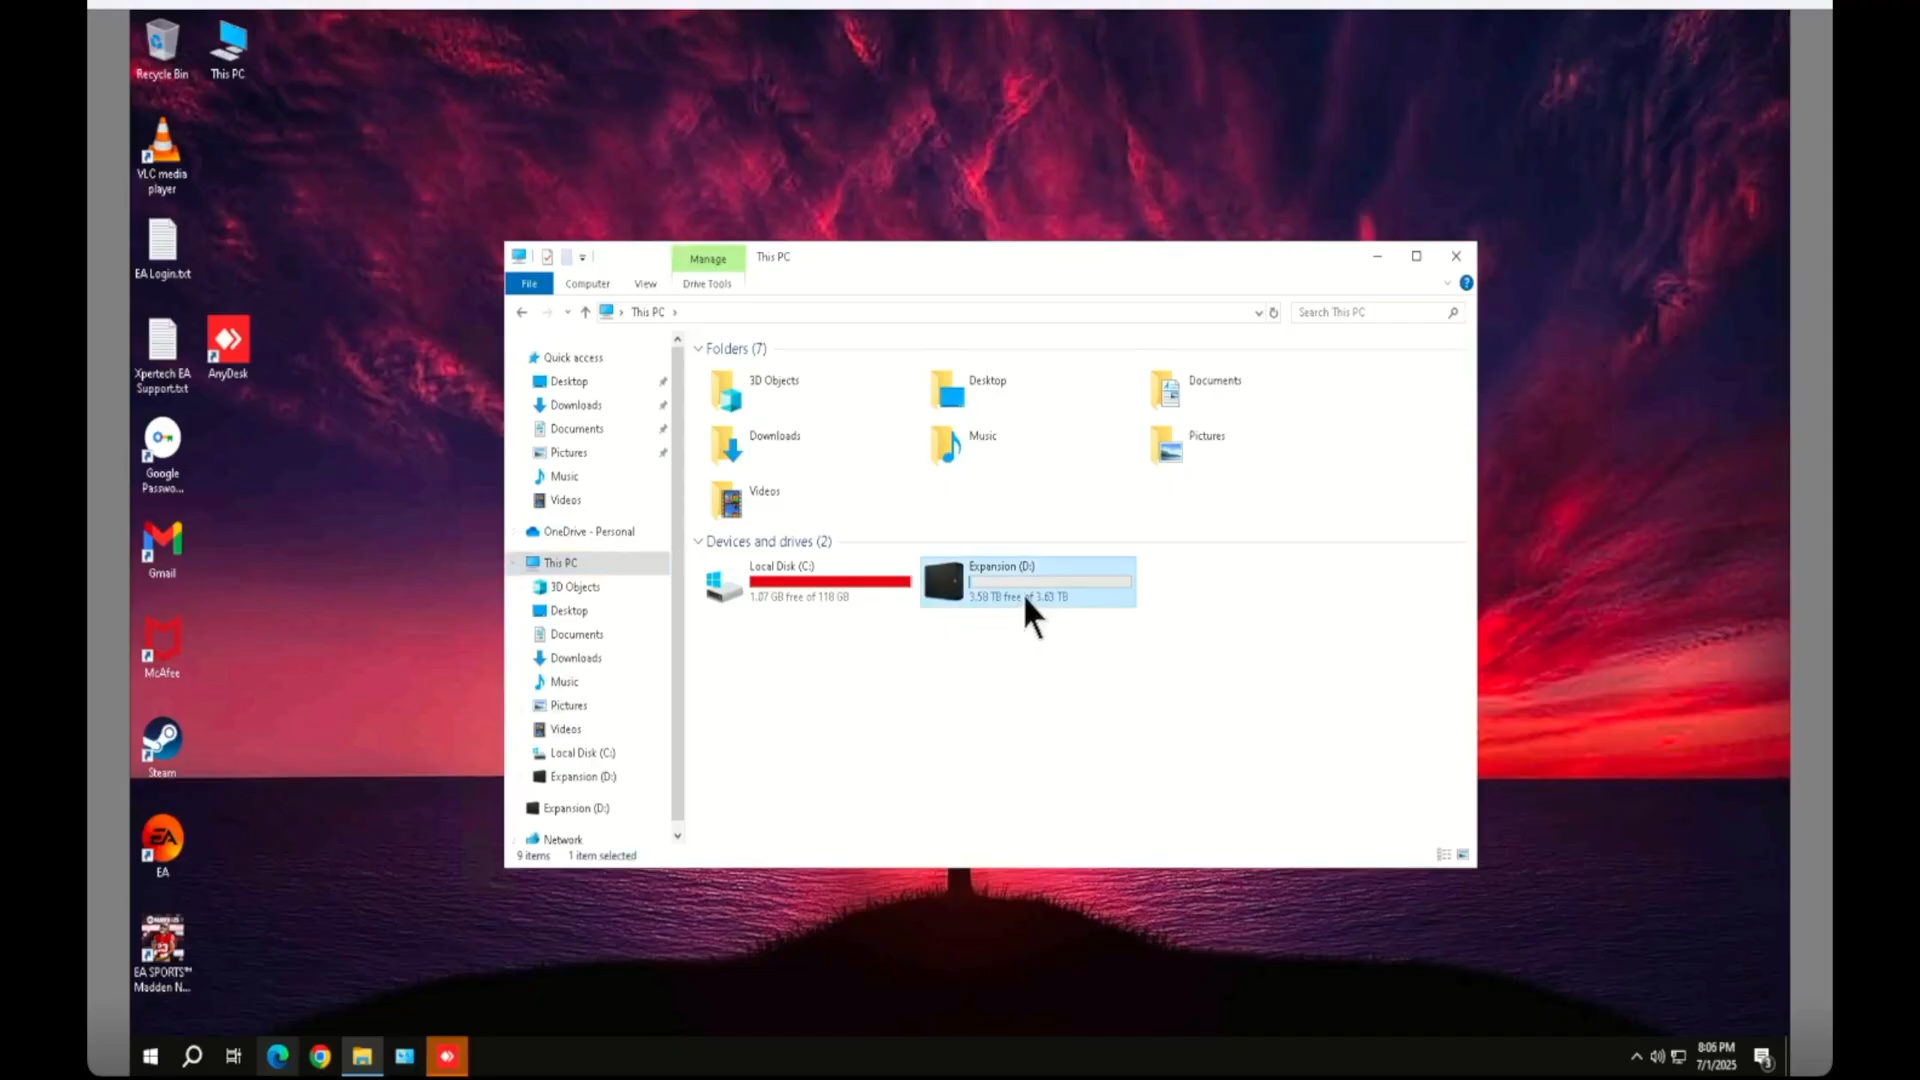 Recycle Bin
This PC
VLC media
player
EA Login.txt
Xpertech EA
Support.txt
AnyDesk
Google
Passwo...
Gmail
McAfee
Steam
EA
EA
EA SPORTS™
Madden N...
Manage
This PC
File
Computer
View
Drive Tools
This PC
Search This PC
Quick access
Desktop
Downloads
Documents
Pictures
Music
Videos
OneDrive - Personal
This PC
3D Objects
Desktop
Documents
Downloads
Music
Pictures
Videos
Local Disk (C:)
Expansion (D:)
Expansion (D:)
Network
Folders (7)
3D Objects
Desktop
Documents
Downloads
Music
Pictures
Videos
Devices and drives (2)
Local Disk (C:)
1.07 GB free of 118 GB
Expansion (D:)
3.58 TB free of 3.63 TB
9 items
1 item selected
8:06 PM
7/1/2025
3